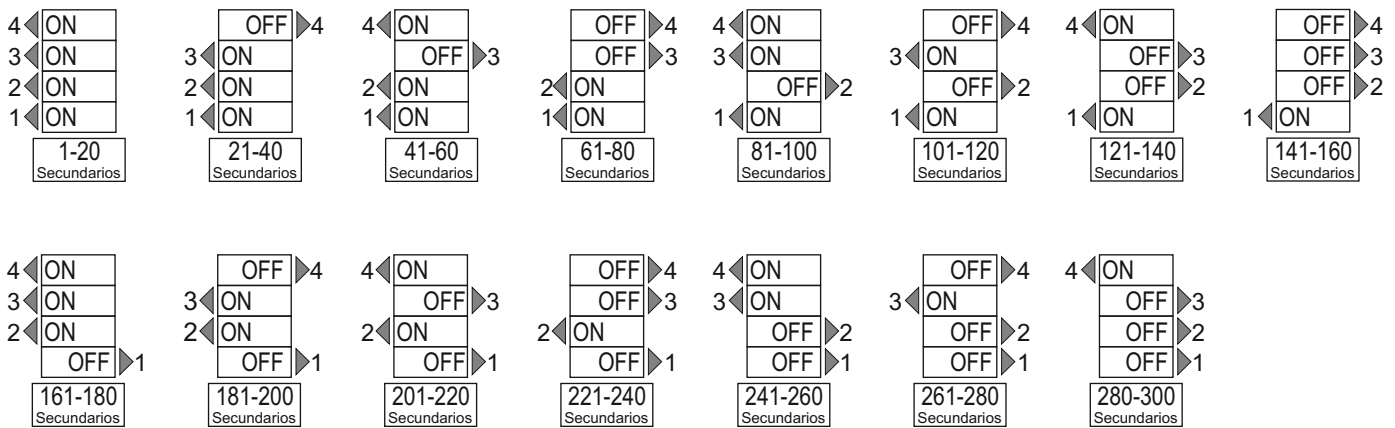 4 ON OFF 4 4 ON OFF 4 4 ON OFF 4 4 ON OFF 4
3 ON 3 ON OFF 3 OFF 3 3 ON 3 ON OFF 3 OFF 3
2 ON 2 ON 2 ON 2 ON OFF 2 OFF 2 OFF 2 OFF 2
1 ON 1 ON 1 ON 1 ON 1 ON 1 ON 1 ON 1 ON
1-20 21-40 41-60 61-80 81-100 101-120 121-140 141-160
Secundarios Secundarios Secundarios Secundarios Secundarios Secundarios Secundarios Secundarios
4 ON OFF 4 4 ON OFF 4 4 ON OFF 4 4 ON
3 ON 3 ON OFF 3 OFF 3 3 ON 3 ON OFF 3
2 ON 2 ON 2 ON 2 ON OFF 2 OFF 2 OFF 2
OFF 1 OFF 1 OFF 1 OFF 1 OFF 1 OFF 1 OFF 1
161-180 181-200 201-220 221-240 241-260 261-280 280-300
Secundarios Secundarios Secundarios Secundarios Secundarios Secundarios Secundarios